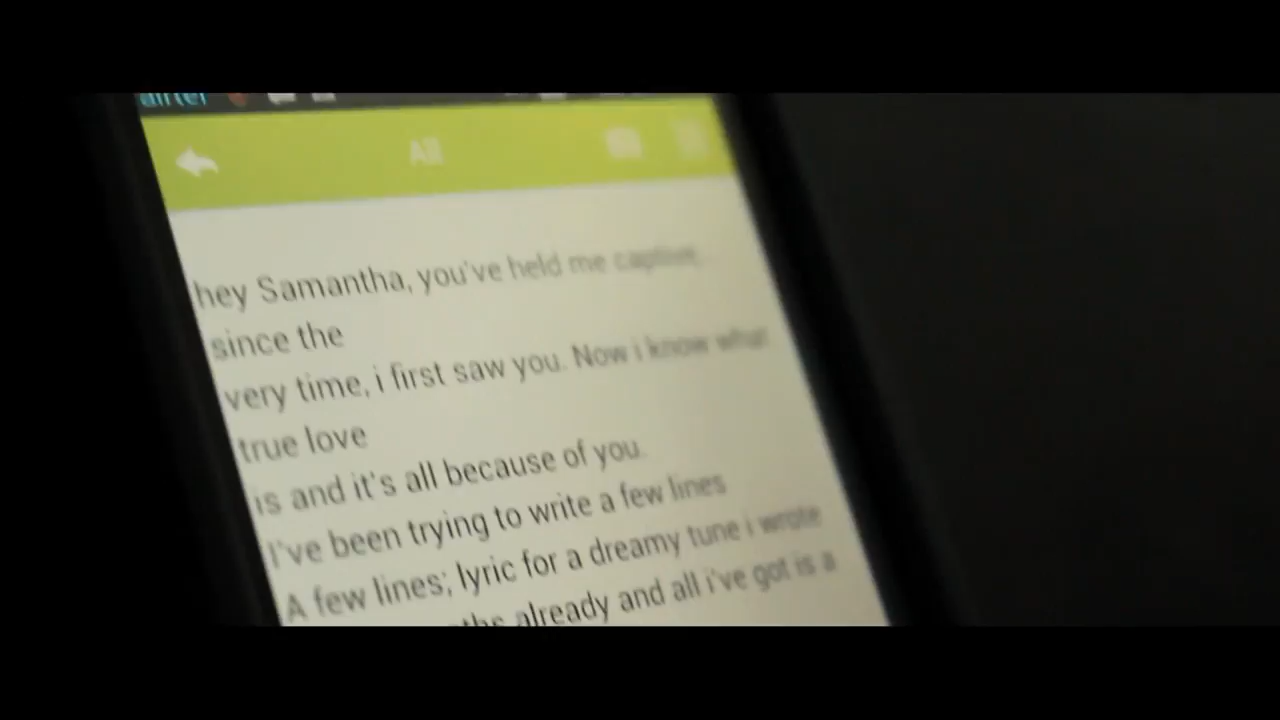 airtel
All
hey Samantha, you've held me captive,
since the
very time, i first saw you. Now i know what
true love
is and it's all because of you.
I've been trying to write a few lines
A few lines; lyric for a dreamy tune i wrote
already and all i've got is a